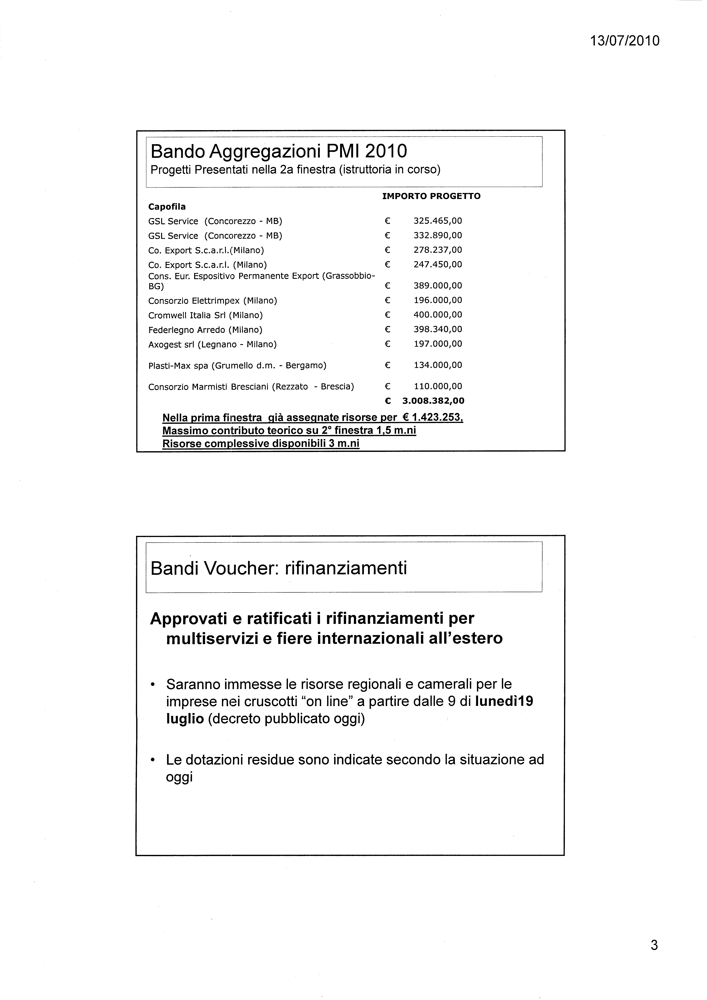 13/07/2010
Bando Aggregazioni PMI 2010
Progetti Presentati nella 2a finestra (istruttoria in corso)
IMPORTO PROGETTO
Capofila
GSL Service (Concorezzo - MB) € 325.465,00
GSL Service (Concorezzo - MB) € 332.890,00
Co. Export S.c.a.r.l.(Milano) € 278.237,00
Co. Export S.c.a.r.l. (Milano) € 247.450,00
Cons. Eur. Espositivo Permanente Export (Grassobbio-
BG) € 389.000,00
Consorzio Elettrimpex (Milano) € 196.000,00
Cromwell Italia Srl (Milano) € 400.000,00
Federlegno Arredo (Milano) € 398.340,00
Axogest srl (Legnano - Milano) € 197.000,00
Plasti-Max spa (Grumello d.m. - Bergamo) € 134.000,00
Consorzio Marmisti Bresciani (Rezzato - Brescia) € 110.000,00
€ 3.008.382,00
Nella prima finestra già assegnate risorse per € 1.423.253,
Massimo contributo teorico su 2° finestra 1,5 m.ni
Risorse complessive disponibili 3 m.ni
Bandi Voucher: rifinanziamenti
Approvati e ratificati i rifinanziamenti per
multiservizi e fiere internazionali all'estero
• Saranno immesse le risorse regionali e camerali per le
imprese nei cruscotti “on line” a partire dalle 9 di lunedì19
luglio (decreto pubblicato oggi)
• Le dotazioni residue sono indicate secondo la situazione ad
oggi
3